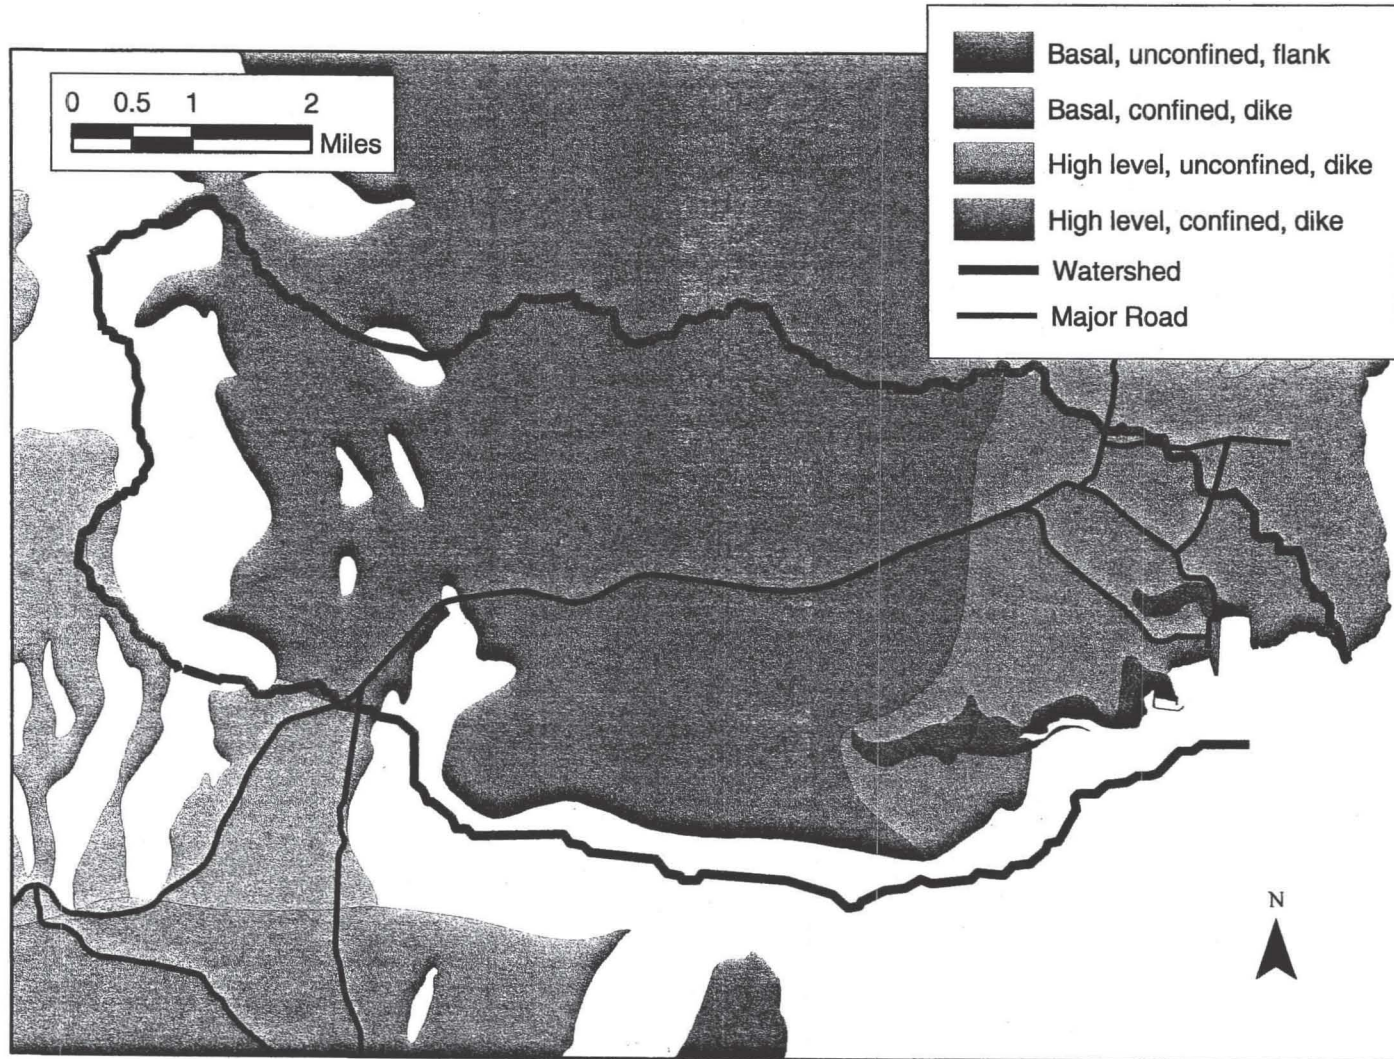 0 0.5 1 2
Miles
Basal, unconfined, flank
Basal, confined, dike
High level, unconfined, dike
High level, confined, dike
Watershed
Major Road
N